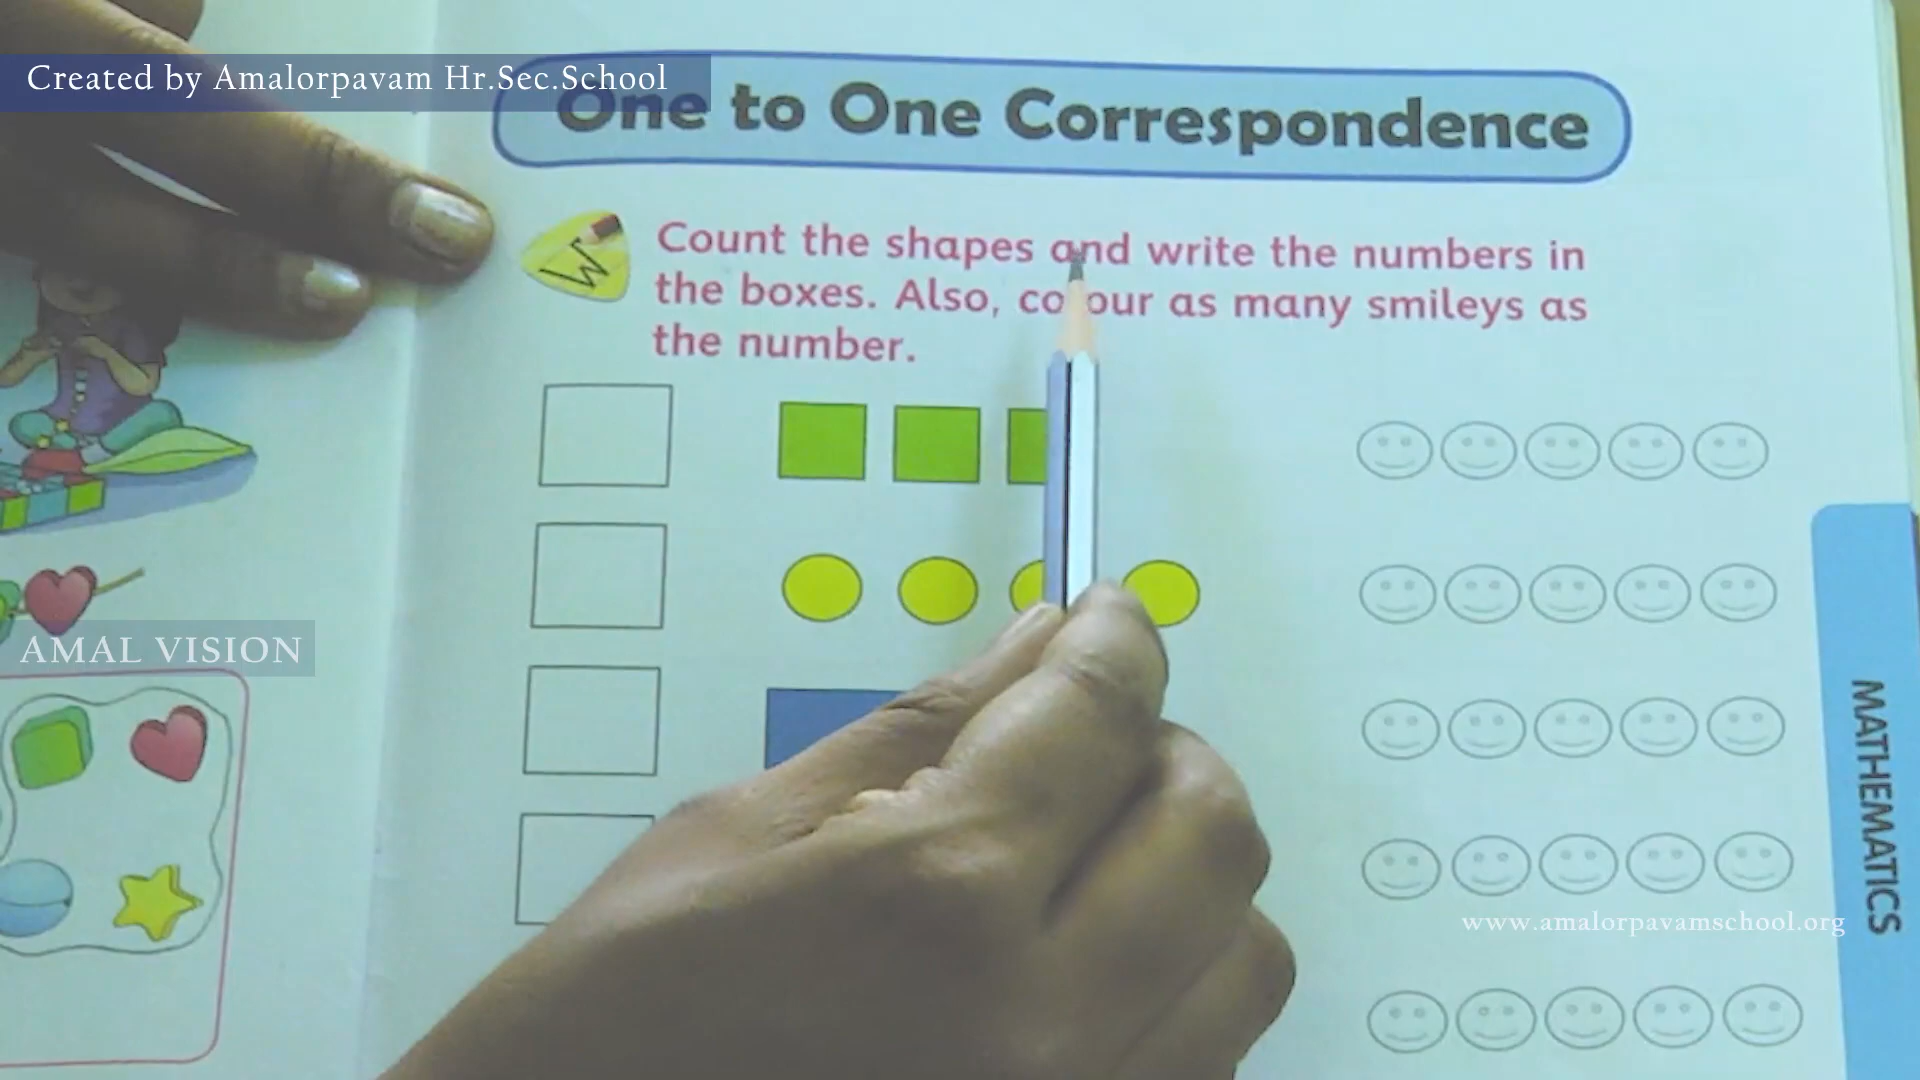 Created by Amalorpavam Hr.Sec.School
One to One Correspondence
W
Count the shapes and write the numbers in
the boxes. Also, colour as many smileys as
the number.
AMAL VISION
MATHEMATICS
www.amalorpavamschool.org